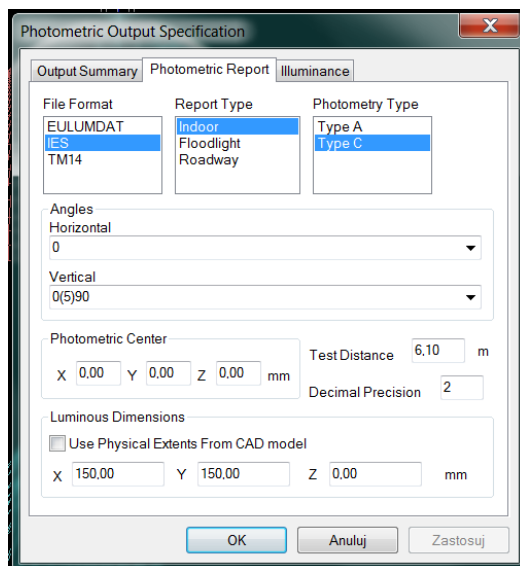 Photometric Output Specification
Output Summary Photometric Report Illuminance
File Format Report Type Photometry Type
EULUMDAT Indoor Type A
IES Floodlight Type C
TM14 Roadway
Angles
Horizontal
0
Vertical
0(5)90
Photometric Center
X 0,00 Y 0,00 Z 0,00 mm
Test Distance 6,10 m
Decimal Precision 2
Luminous Dimensions
Use Physical Extents From CAD model
X 150,00 Y 150,00 Z 0,00 mm
OK Anuluj Zastosuj